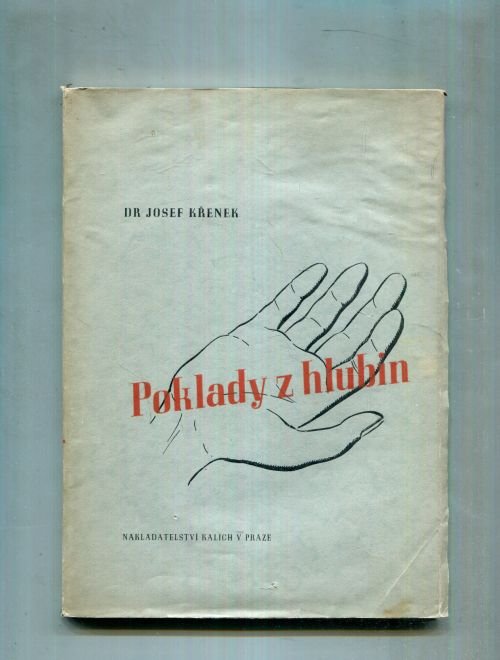 DR JOSEF KŘENEK
Poklady z hlubin
NAKLADATELSTVÍ KALICH V PRAZE